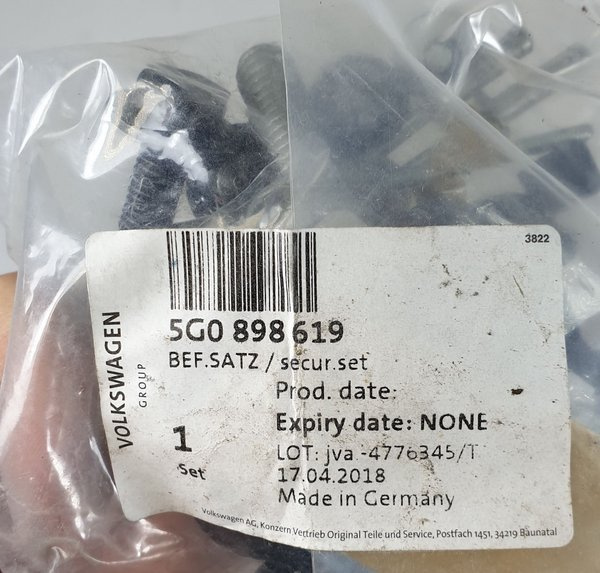 3822
5G0 898 619
BEF.SATZ / secur.set
VOLKSWAGEN
GROUP
Prod. date:
Expiry date: NONE
1
Set
LOT: jva.-4776345/T
17.04.2018
Made in Germany
Volkswagen AG, Konzern Vertrieb Original Teile und Service, Postfach 1451, 34219 Baunatal